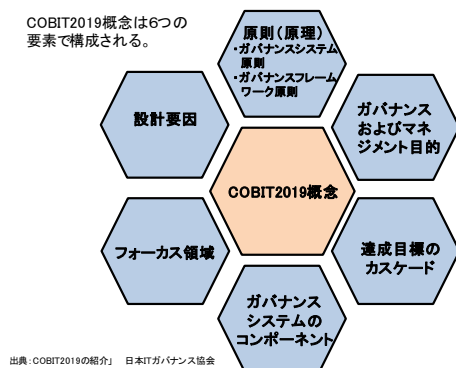 COBIT2019概念は6つの
要素で構成される。
原則(原理)
・ガバナンスシステム
原則
・ガバナンスフレーム
ワーク原則
設計要因
ガバナンス
およびマネ
ジメント目的
COBIT2019概念
フォーカス領域
達成目標の
カスケード
ガバナンス
システムの
コンポーネント
出典:COBIT2019の紹介」 日本ITガバナンス協会